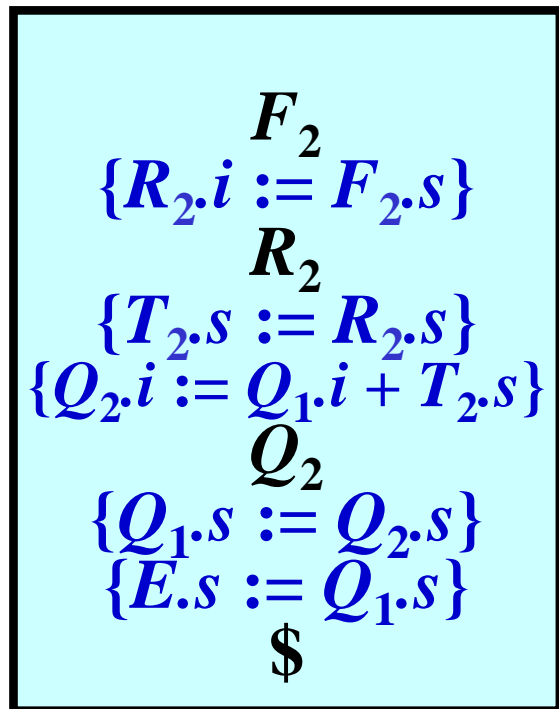 F₂
{R₂.i := F₂.s}
R₂
{T₂.s := R₂.s}
{Q₂.i := Q₁.i + T₂.s}
Q₂
{Q₁.s := Q₂.s}
{E.s := Q₁.s}
$